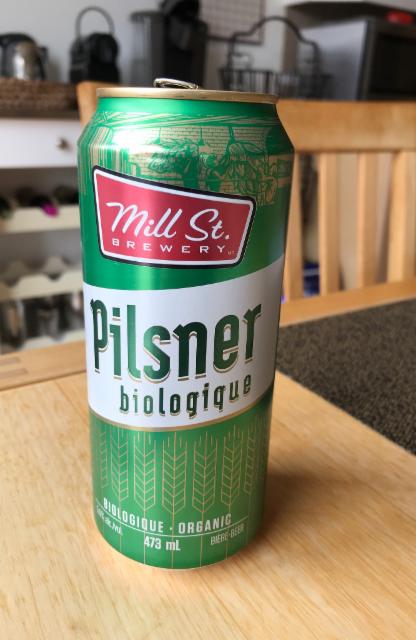 Mill St.
BREWERY
Pilsner
biologique
BIOLOGIQUE · ORGANIC
473 mL
BIÈRE·BEER